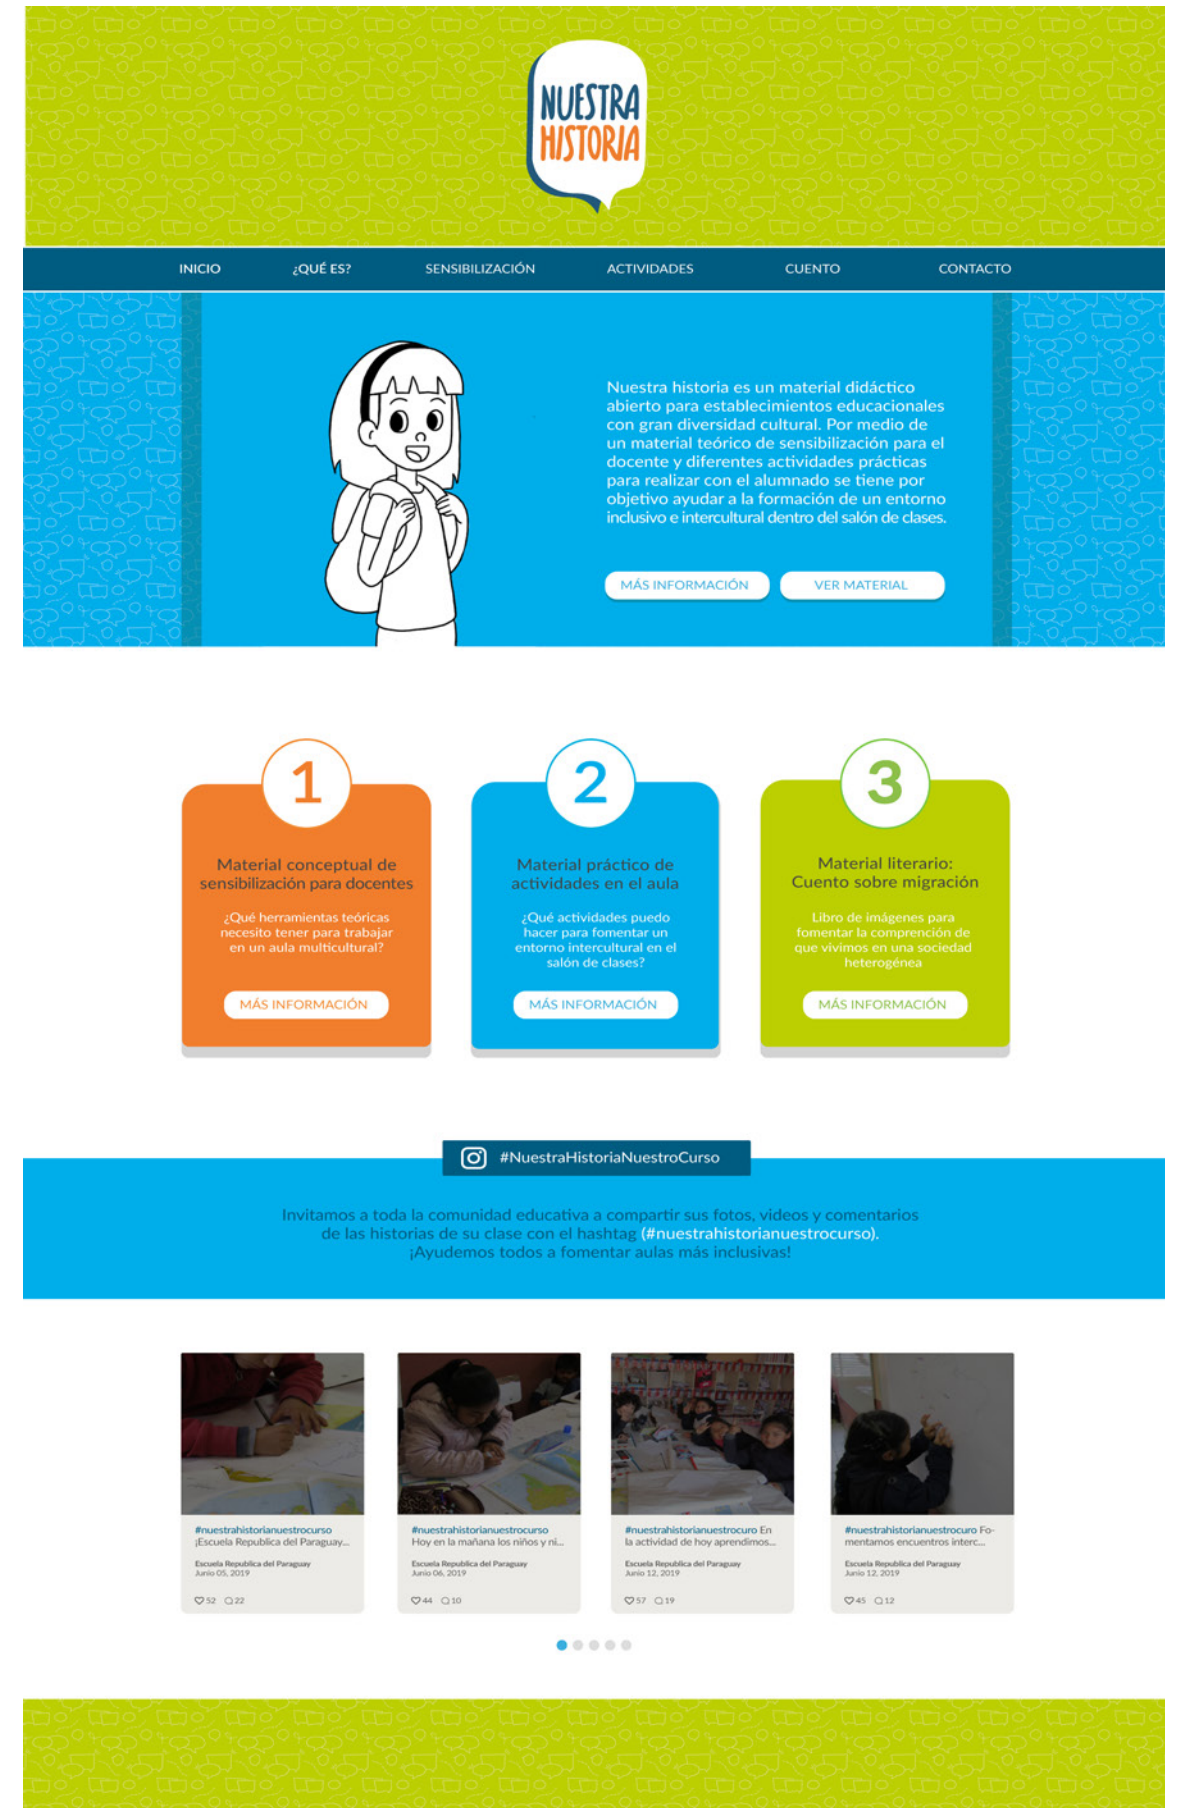 NUESTRA
HISTORIA
INICIO
¿QUÉ ES?
SENSIBILIZACIÓN
ACTIVIDADES
CUENTO
CONTACTO
Nuestra historia es un material didáctico
abierto para establecimientos educacionales
con gran diversidad cultural. Por medio de
un material teórico de sensibilización para el
docente y diferentes actividades prácticas
para realizar con el alumnado se tiene por
objetivo ayudar a la formación de un entorno
inclusivo e intercultural dentro del salón de clases.
MÁS INFORMACIÓN
VER MATERIAL
1
Material conceptual de
sensibilización para docentes
¿Qué herramientas teóricas
necesito tener para trabajar
en un aula multicultural?
MÁS INFORMACIÓN
2
Material práctico de
actividades en el aula
¿Qué actividades puedo
hacer para fomentar un
entorno intercultural en el
salón de clases?
MÁS INFORMACIÓN
3
Material literario:
Cuento sobre migración
Libro de imágenes para
fomentar la comprención de
que vivimos en una sociedad
heterogénea
MÁS INFORMACIÓN
#NuestraHistoriaNuestroCurso
Invitamos a toda la comunidad educativa a compartir sus fotos, videos y comentarios
de las historias de su clase con el hashtag (#nuestrahistorianuestrocurso).
¡Ayudemos todos a fomentar aulas más inclusivas!
#nuestrahistorianuestrocurso
¡Escuela Republica del Paraguay...
Escuela Republica del Paraguay
Junio 05, 2019
52 22
#nuestrahistorianuestrocurso
Hoy en la mañana los niños y ni...
Escuela Republica del Paraguay
Junio 06, 2019
44 10
#nuestrahistorianuestrocuro En
la actividad de hoy aprendimos...
Escuela Republica del Paraguay
Junio 12, 2019
57 19
#nuestrahistorianuestrocuro Fo-
mentamos encuentros interc...
Escuela Republica del Paraguay
Junio 12, 2019
45 12